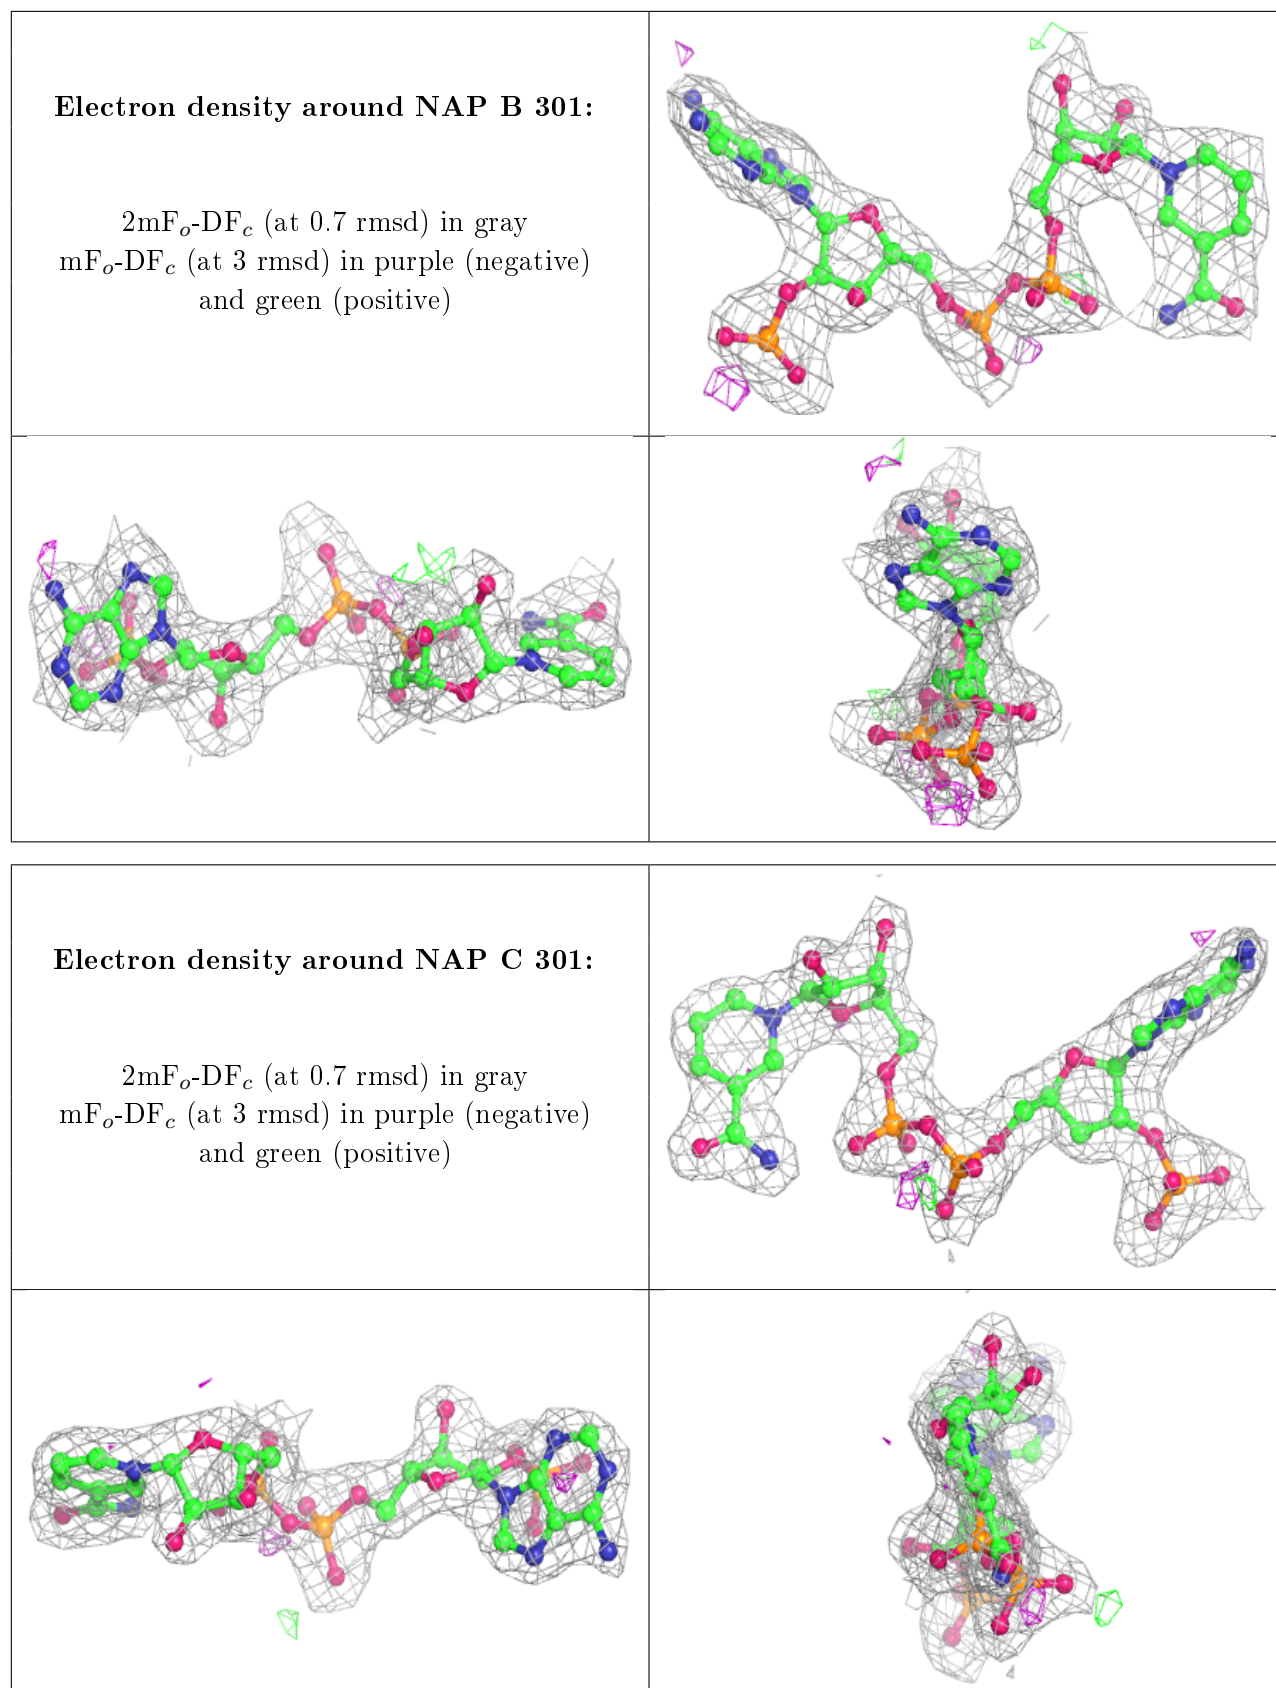 Electron density around NAP B 301:
2mFo-DFc (at 0.7 rmsd) in gray
mFo-DFc (at 3 rmsd) in purple (negative)
and green (positive)
Electron density around NAP C 301:
2mFo-DFc (at 0.7 rmsd) in gray
mFo-DFc (at 3 rmsd) in purple (negative)
and green (positive)